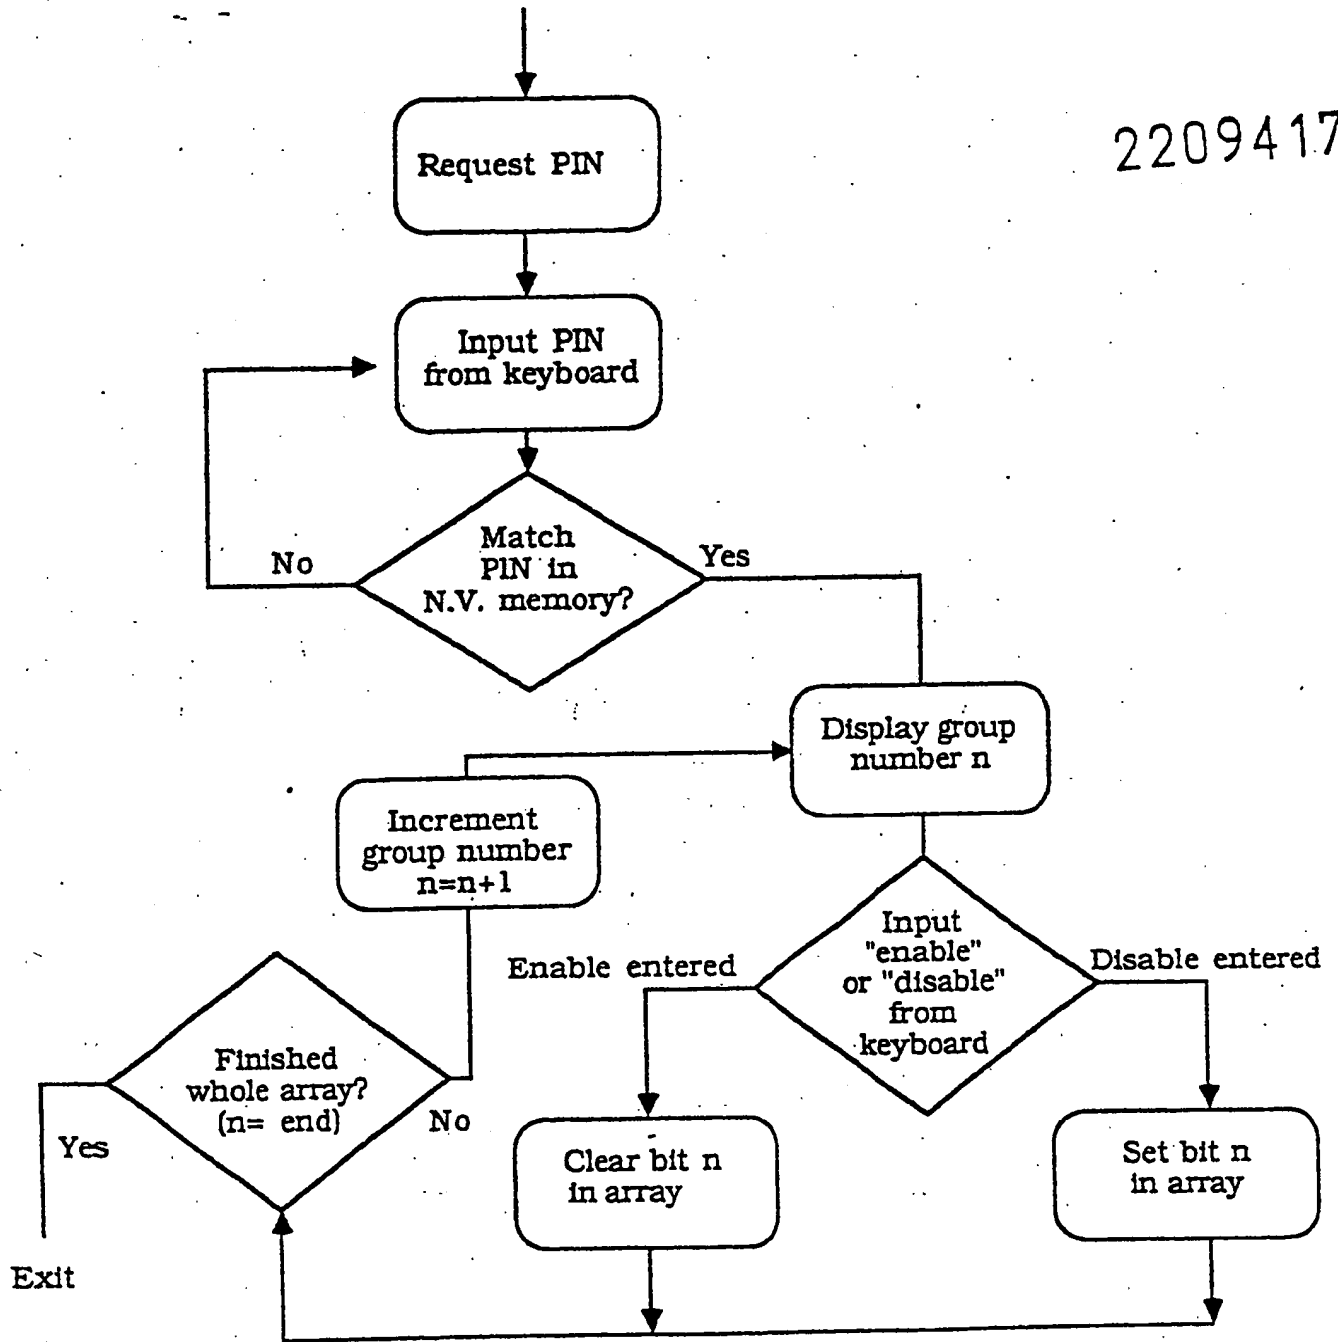 2209417
Request PIN
Input PIN
from keyboard
Match
PIN in
N.V. memory?
No
Yes
Display group
number n
Increment
group number
n=n+1
Input
"enable"
or "disable"
from
keyboard
Enable entered
Disable entered
Finished
whole array?
(n= end)
No
Yes
Clear bit n
in array
Set bit n
in array
Exit